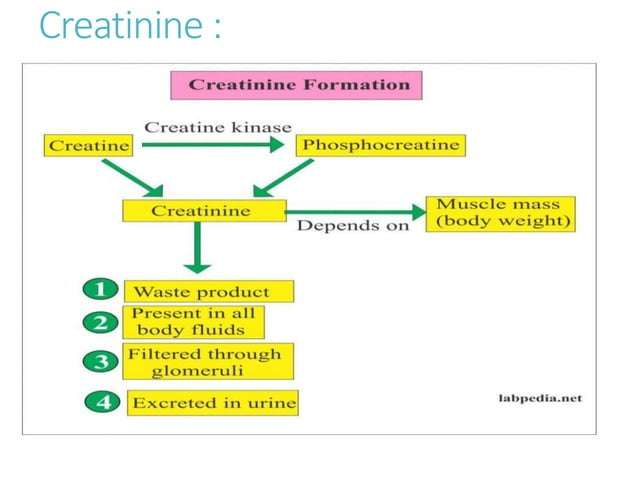 Creatinine :
Creatinine Formation
Creatine kinase
Creatine
Phosphocreatine
Creatinine
Depends on
Muscle mass
(body weight)
1 Waste product
2 Present in all
body fluids
3 Filtered through
glomeruli
4 Excreted in urine
labpedia.net